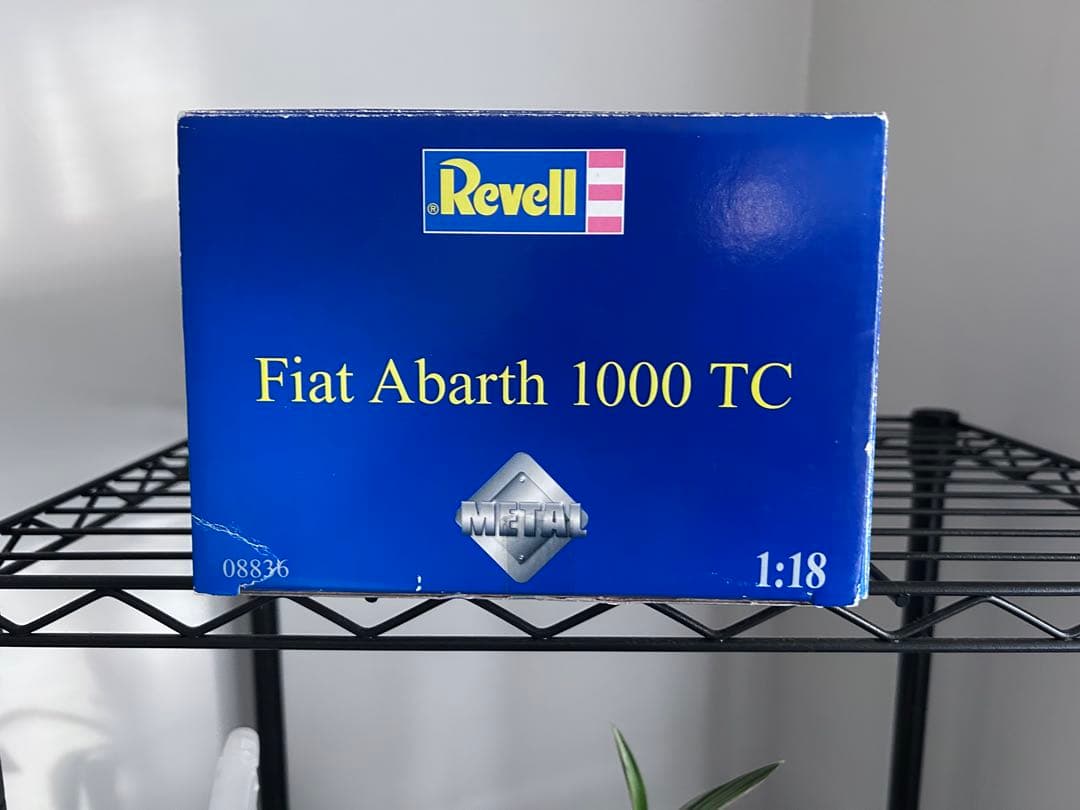 ® Revell
Fiat Abarth 1000 TC
METAL
08836
1:18